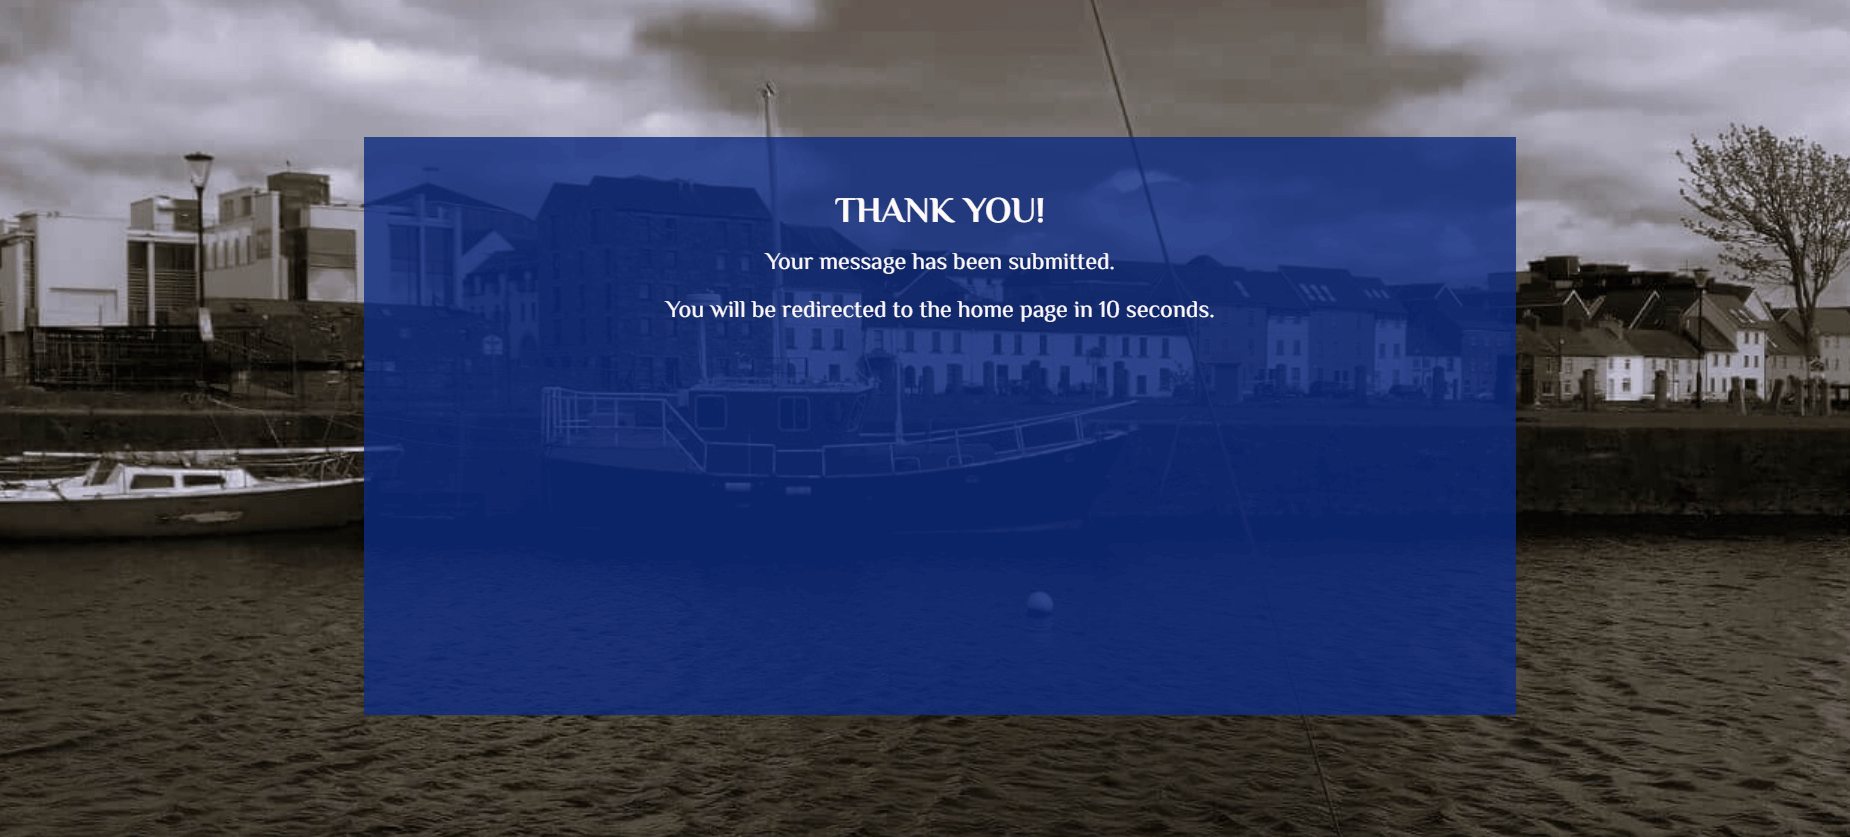 THANK YOU!
Your message has been submitted.
You will be redirected to the home page in 10 seconds.